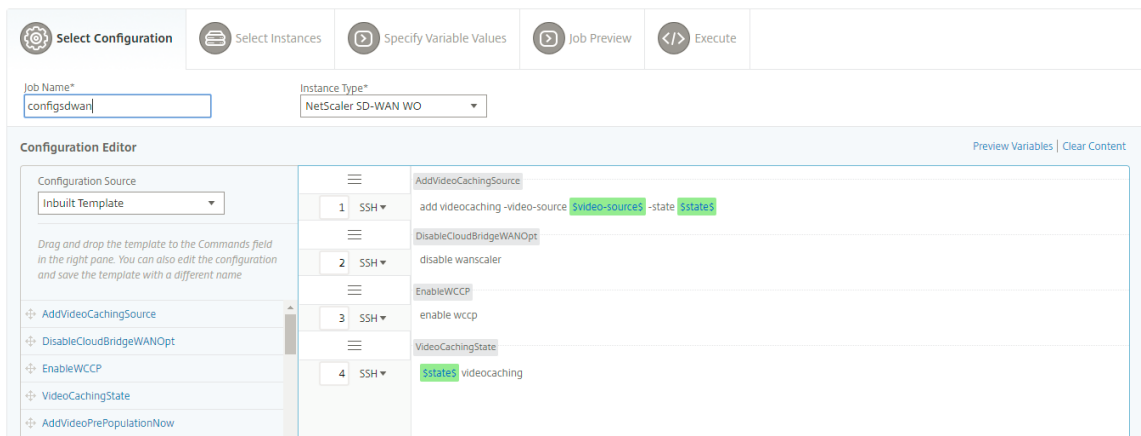 Select Configuration
Select Instances
Specify Variable Values
Job Preview
Execute
Job Name*
Instance Type*
configsdwan
NetScaler SD-WAN WO
Configuration Editor
Preview Variables | Clear Content
Configuration Source
Inbuilt Template
Drag and drop the template to the Commands field
in the right pane. You can also edit the configuration
and save the template with a different name
AddVideoCachingSource
DisableCloudBridgeWANOpt
EnableWCCP
VideoCachingState
AddVideoPrePopulationNow
AddVideoCachingSource
1 SSH add videocaching -video-source $video-source$ -state $state$
DisableCloudBridgeWANOpt
2 SSH disable wanscaler
EnableWCCP
3 SSH enable wccp
VideoCachingState
4 SSH $state$ videocaching